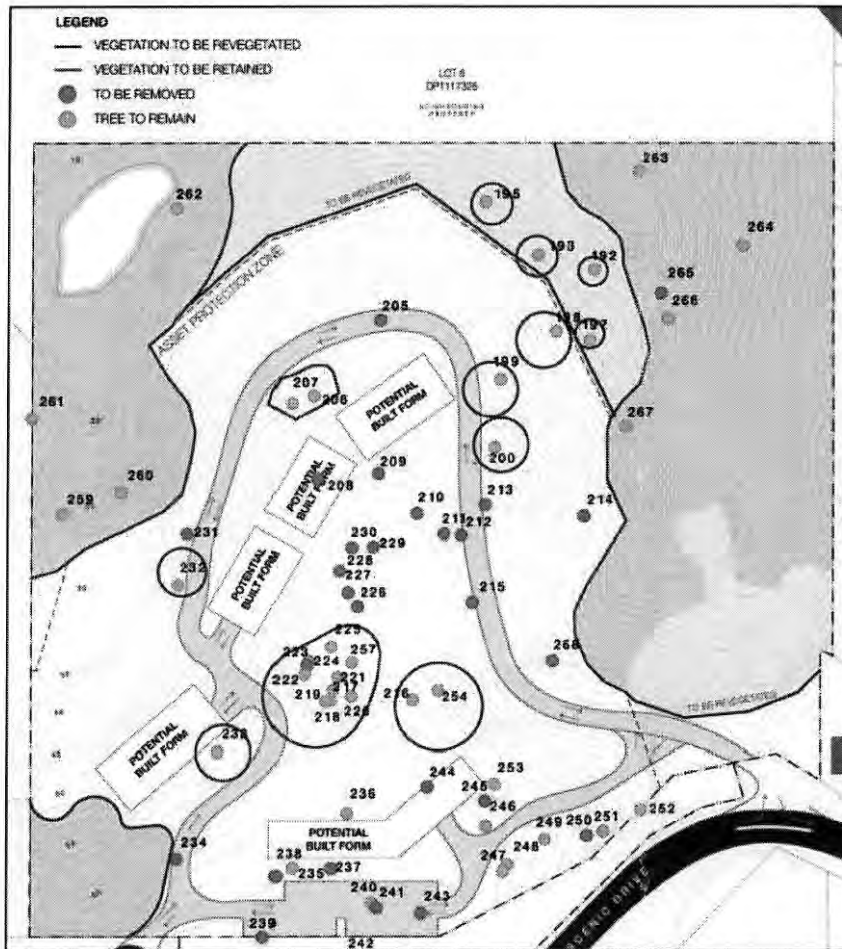 LEGEND
VEGETATION TO BE REVEGETATED
VEGETATION TO BE RETAINED
TO BE REMOVED
TREE TO REMAIN
LOT 6
DP1117326
NEIGHBOURING
PROPERTY
263
262
195
TO BE REVEGETATED
264
193
192
265
266
ASSET PROTECTION ZONE
205
197
199
207
206
POTENTIAL
BUILT FORM
261
267
200
209
POTENTIAL
BUILT FORM
208
260
259
210
213
214
211
212
231
230
229
POTENTIAL
BUILT FORM
232
228
227
226
215
225
223
224
257
222
221
219
217
218
216
254
TO BE REVEGETATED
POTENTIAL
BUILT FORM
244
253
245
236
246
252
251
250
249
POTENTIAL
BUILT FORM
248
247
234
238
237
235
240
241
243
239
242
SCENIC DRIVE